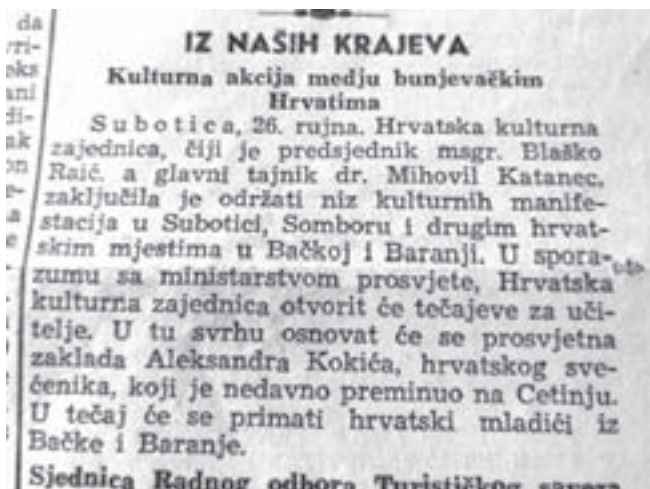 da
IZ NAŠIH KRAJEVA
Kulturna akcija medju bunjevačkim
Hrvatima
Subotica, 26. rujna. Hrvatska kulturna
zajednica, čiji je predsjednik msgr. Blaško
Raić, a glavni tajnik dr. Mihovil Katanec,
zaključila je održati niz kulturnih manife-
stacija u Subotici, Somboru i drugim hrvat-
skim mjestima u Bačkoj i Baranji. U spora-
zumu sa ministarstvom prosvjete, Hrvatska
kulturna zajednica otvorit će tečajeve za uči-
telje. U tu svrhu osnovat će se prosvjetna
zaklada Aleksandra Kokića, hrvatskog sve-
ćenika, koji je nedavno preminuo na Cetinju.
U tečaj će se primati hrvatski mladići iz
Bačke i Baranje.
Sjednica Radnog odbora Turističkog saveza